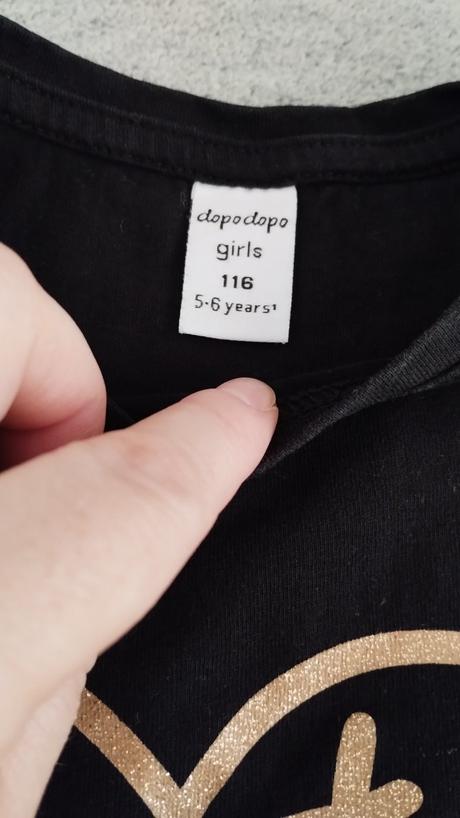 dopodopo
girls
116
5-6 years¹